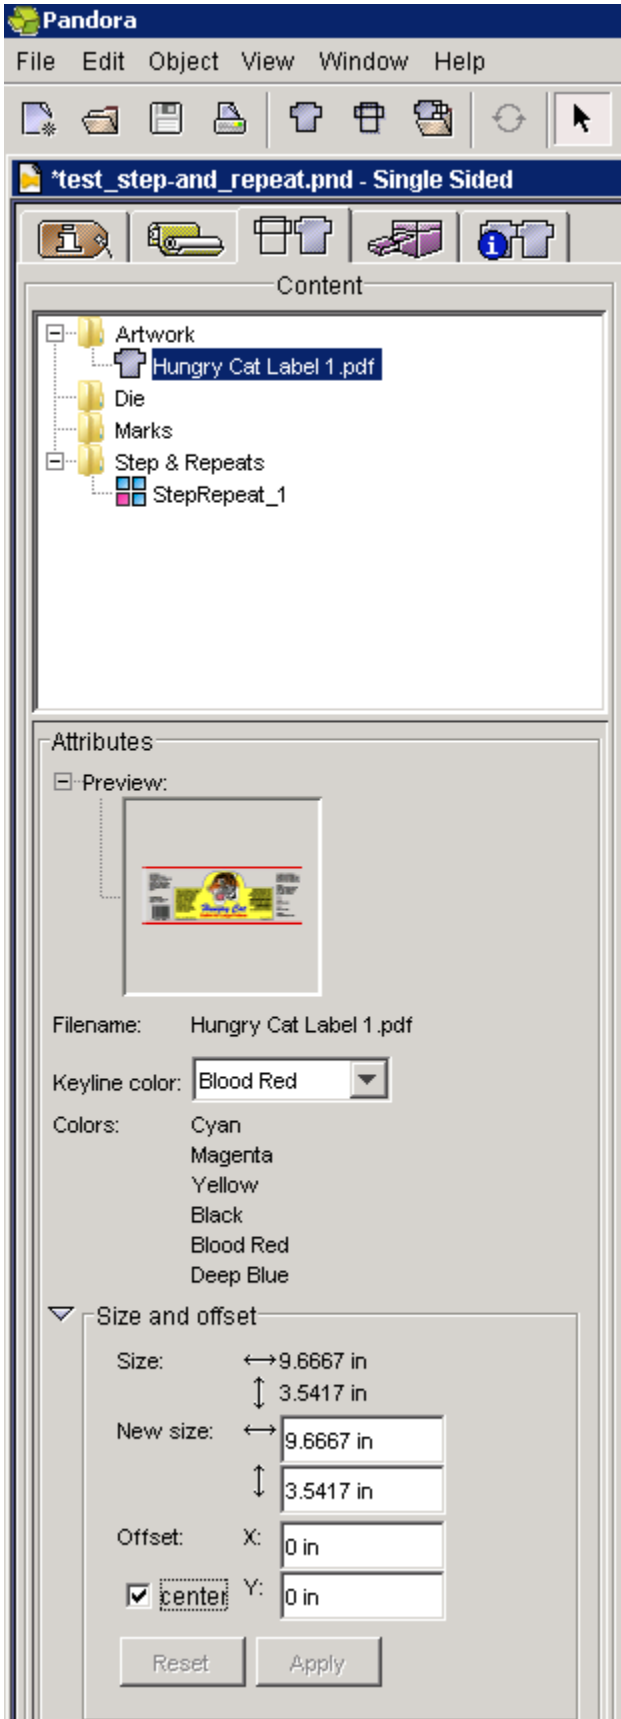 Pandora
File Edit Object View Window Help
*test_step-and_repeat.pnd - Single Sided
Content
Artwork
Hungry Cat Label 1.pdf
Die
Marks
Step & Repeats
StepRepeat_1
Attributes
Preview:
Hungry Cat
Filename: Hungry Cat Label 1.pdf
Keyline color: Blood Red
Colors: Cyan
Magenta
Yellow
Black
Blood Red
Deep Blue
Size and offset
Size: 9.6667 in
3.5417 in
New size: 9.6667 in
3.5417 in
Offset: X: 0 in
center Y: 0 in
Reset Apply